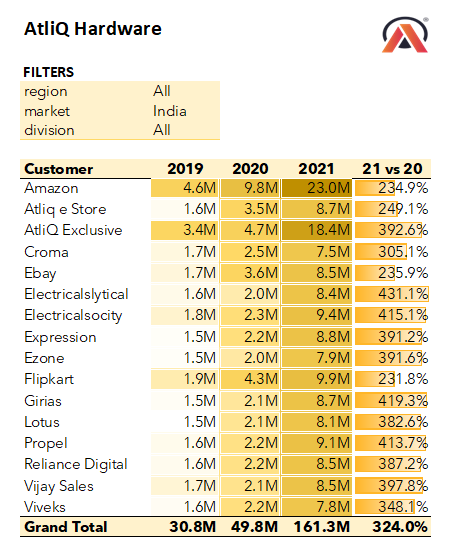 AtliQ Hardware
FILTERS
region All
market India
division All
Customer 2019 2020 2021 21 vs 20
Amazon 4.6M 9.8M 23.0M 234.9%
Atliq e Store 1.6M 3.5M 8.7M 249.1%
AtliQ Exclusive 3.4M 4.7M 18.4M 392.6%
Croma 1.7M 2.5M 7.5M 305.1%
Ebay 1.7M 3.6M 8.5M 235.9%
Electricalslytical 1.6M 2.0M 8.4M 431.1%
Electricalsocity 1.8M 2.3M 9.4M 415.1%
Expression 1.5M 2.2M 8.8M 391.2%
Ezone 1.5M 2.0M 7.9M 391.6%
Flipkart 1.9M 4.3M 9.9M 231.8%
Girias 1.5M 2.1M 8.7M 419.3%
Lotus 1.5M 2.1M 8.1M 382.6%
Propel 1.6M 2.2M 9.1M 413.7%
Reliance Digital 1.6M 2.2M 8.5M 387.2%
Vijay Sales 1.7M 2.1M 8.5M 397.8%
Viveks 1.6M 2.2M 7.8M 348.1%
Grand Total 30.8M 49.8M 161.3M 324.0%